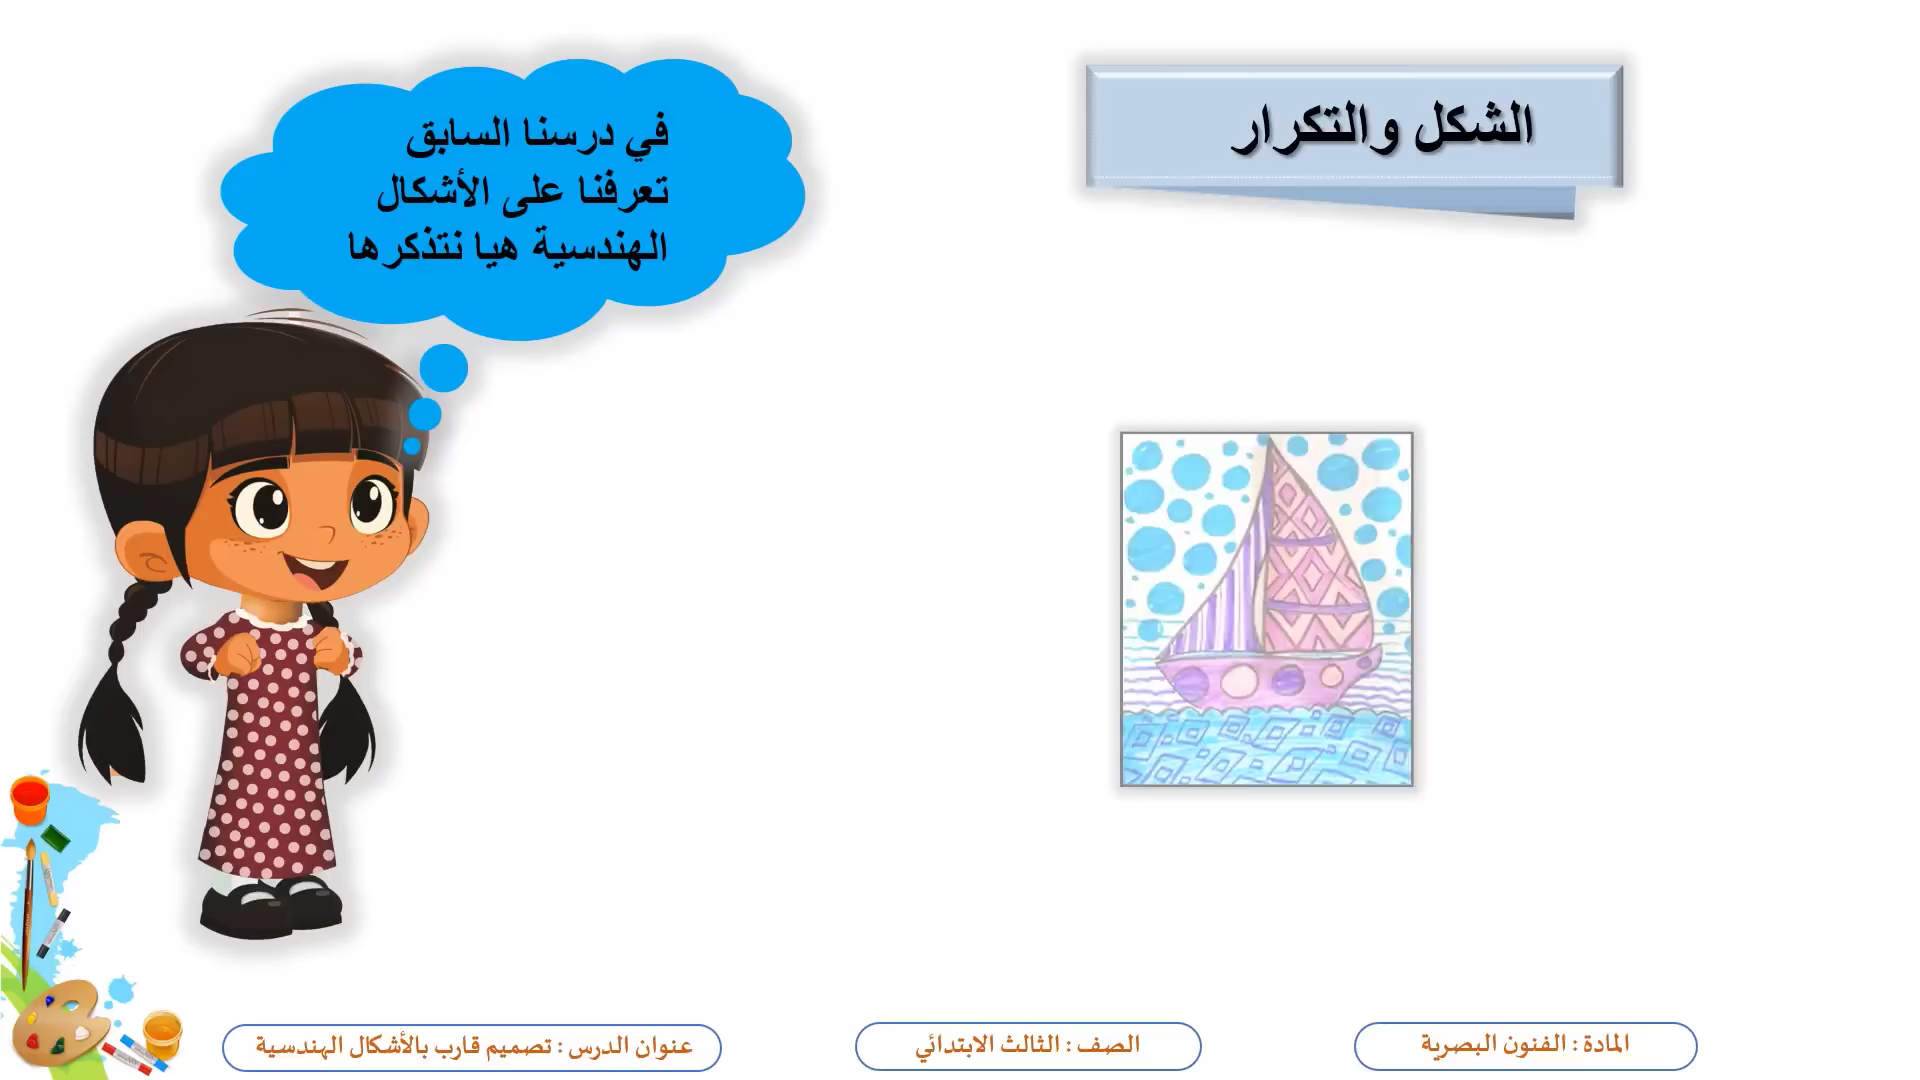 الشكل والتكرار
في درسنا السابق
تعرفنا على الأشكال
الهندسية هيا نتذكرها
المادة : الفنون البصرية
الصف : الثالث الابتدائي
عنوان الدرس : تصميم قارب بالأشكال الهندسية